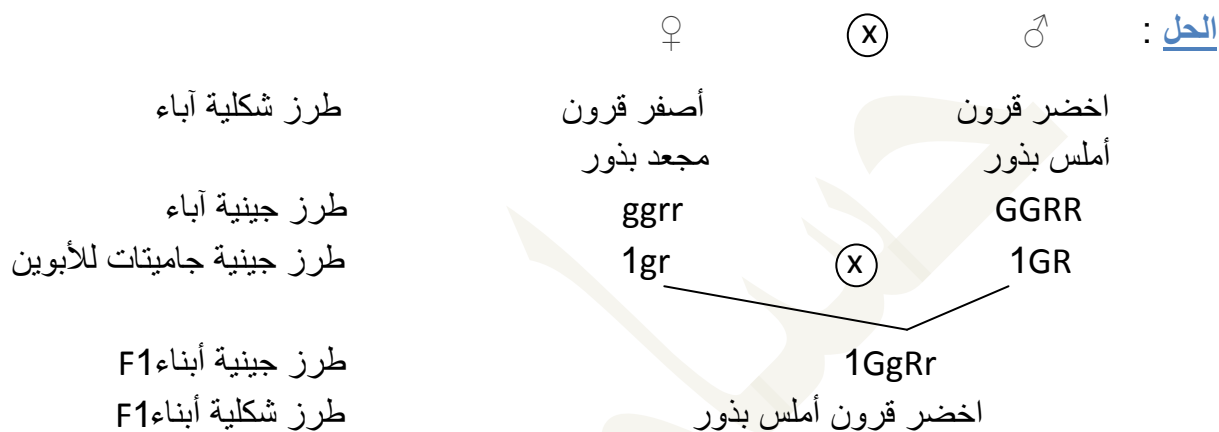 الحل : ♂ ⓧ ♀
اخضر قرون أصفر قرون طرز شكلية آباء
أملس بذور مجعد بذور
GGRR ggrr طرز جينية آباء
1GR ⓧ 1gr طرز جينية جاميتات للأبوين
1GgRr طرز جينية أبناءF1
اخضر قرون أملس بذور طرز شكلية أبناءF1